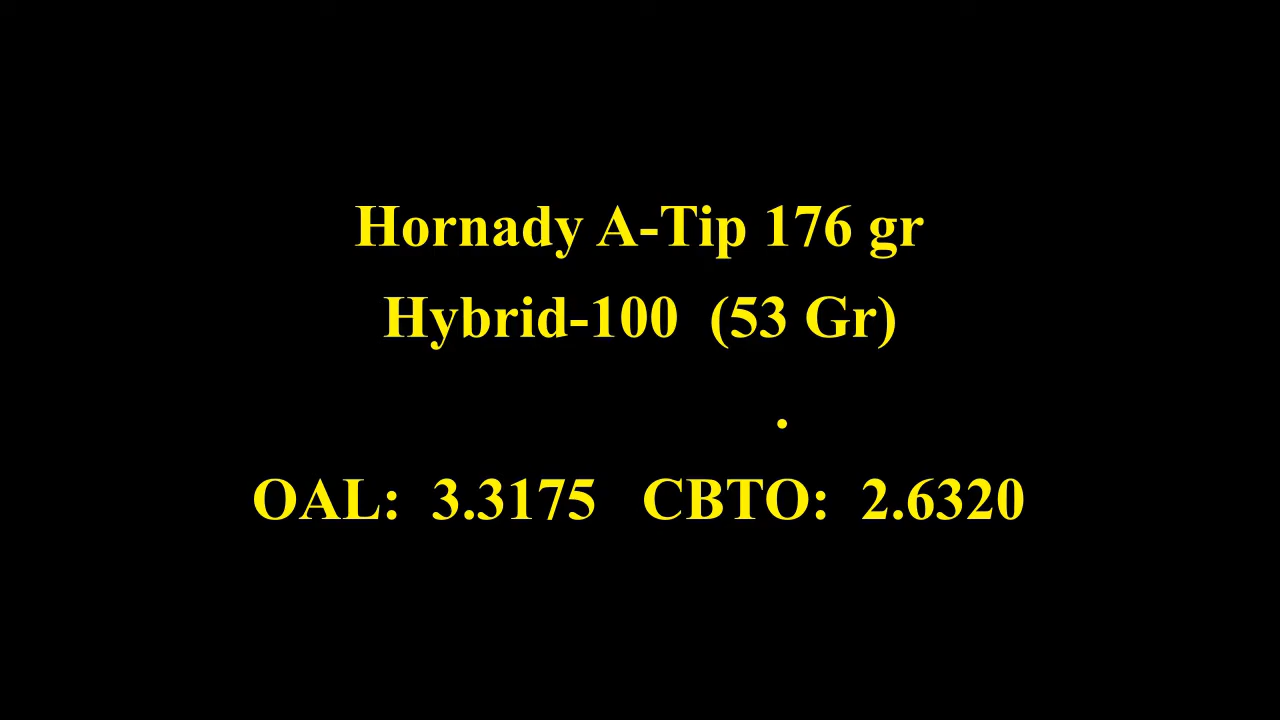 Hornady A-Tip 176 gr
Hybrid-100  (53 Gr)
.
OAL:  3.3175   CBTO:  2.6320